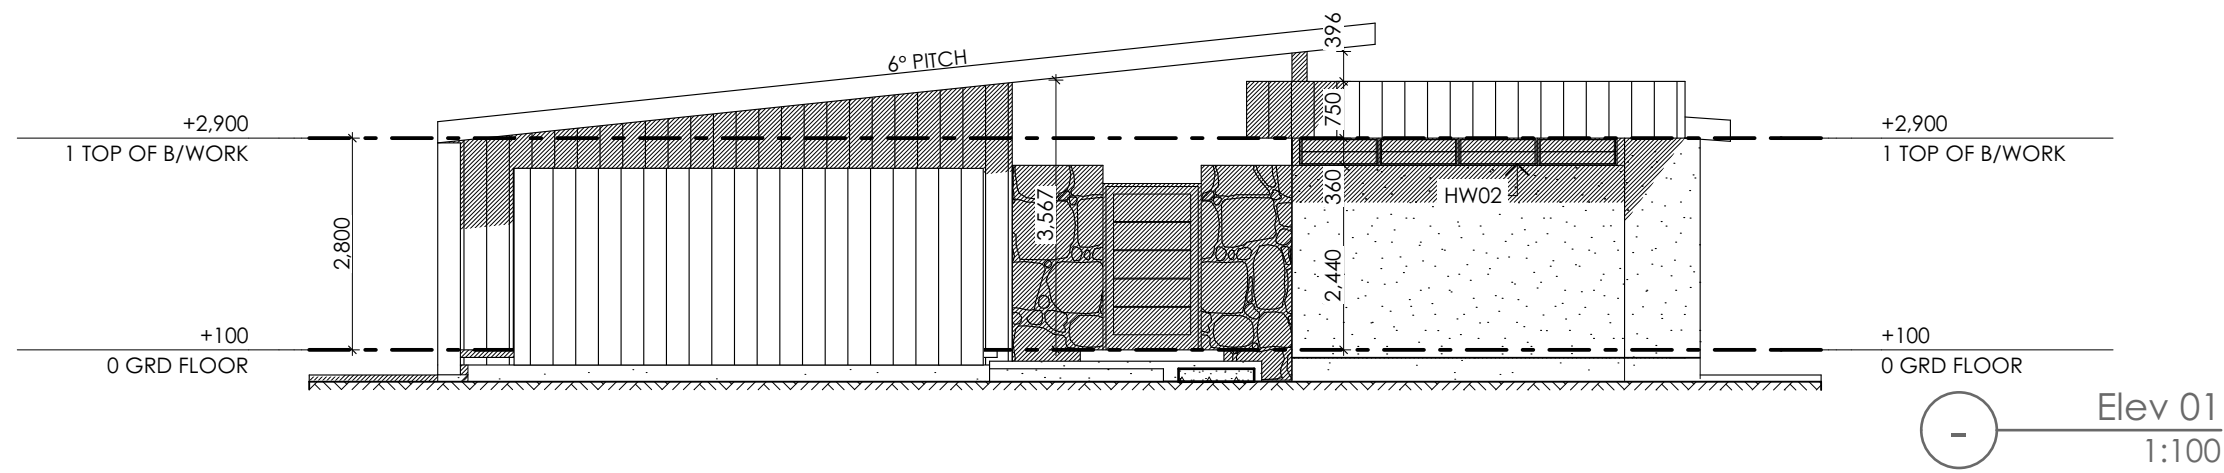 396
6° PITCH
+2,900
1 TOP OF B/WORK
750
+2,900
1 TOP OF B/WORK
2,800
3,567
360
HW02
2,440
+100
0 GRD FLOOR
+100
0 GRD FLOOR
-
Elev 01
1:100